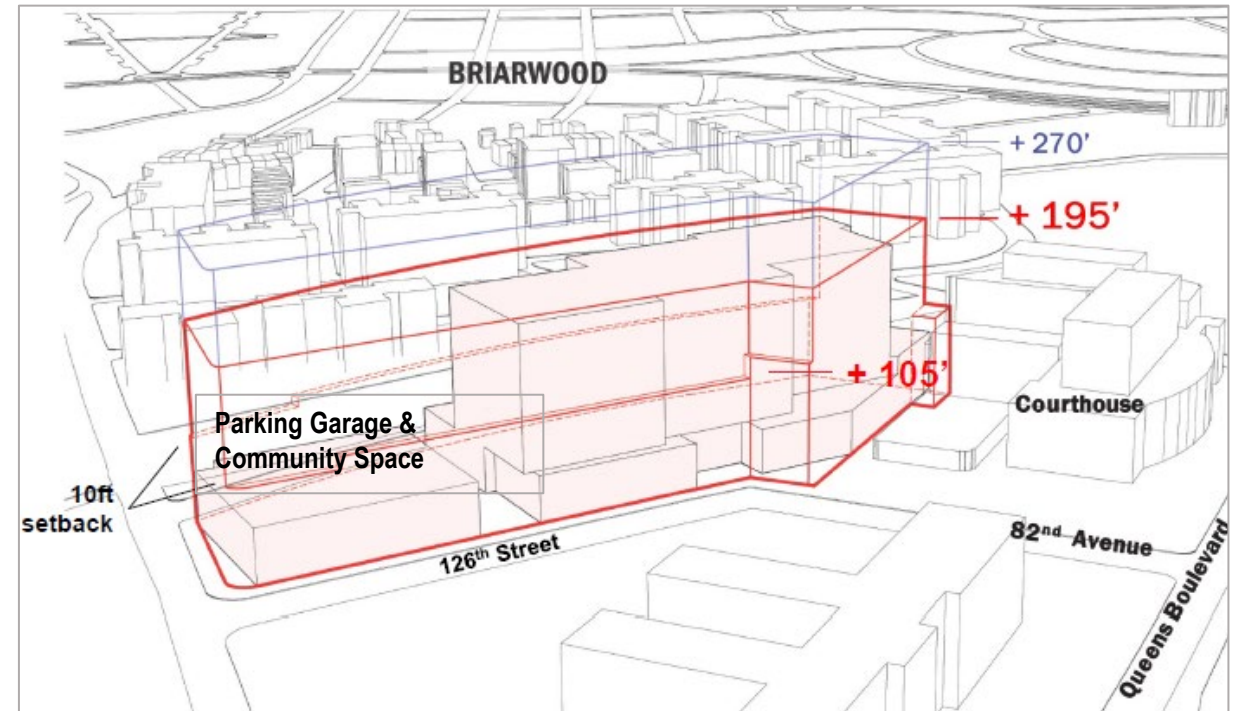 BRIARWOOD
+ 270'
+ 195'
+ 105'
Courthouse
Parking Garage &
Community Space
10ft
setback
126th Street
82nd Avenue
Queens Boulevard